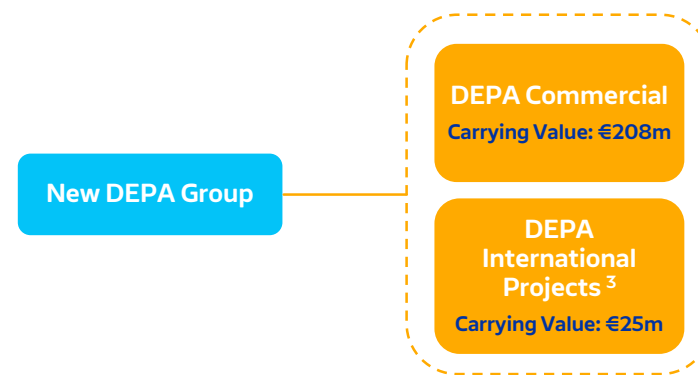 DEPA Commercial
Carrying Value: €208m
New DEPA Group
DEPA
International
Projects 3
Carrying Value: €25m